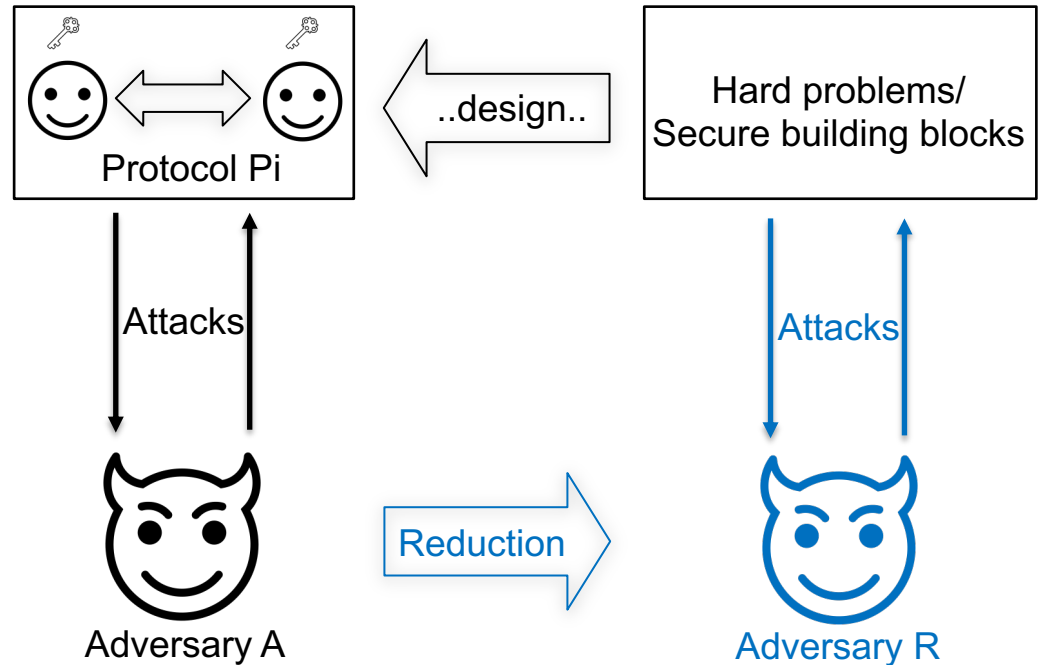 Protocol Pi
..design..
Hard problems/
Secure building blocks
Attacks
Attacks
Reduction
Adversary A
Adversary R